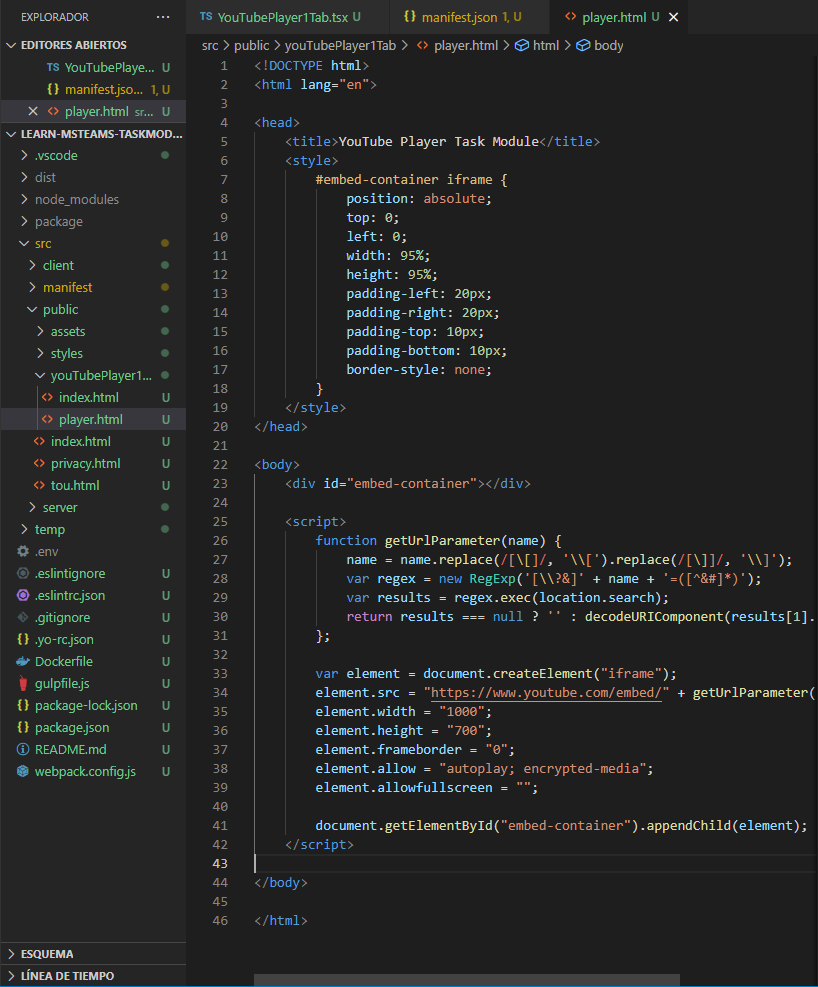 EXPLORADOR ···
EDITORES ABIERTOS
TS YouTubePlaye... U
{} manifest.jso... 1, U
<> player.html sr... U
LEARN-MSTEAMS-TASKMOD...
.vscode
dist
node_modules
package
src
client
manifest
public
assets
styles
youTubePlayer1...
<> index.html U
<> player.html U
<> index.html U
<> privacy.html U
<> tou.html U
server
temp
.env
.eslintignore U
.eslintrc.json U
.gitignore U
{} .yo-rc.json U
Dockerfile U
gulpfile.js U
{} package-lock.json U
{} package.json U
README.md U
webpack.config.js U
ESQUEMA
LÍNEA DE TIEMPO
TS YouTubePlayer1Tab.tsx U {} manifest.json 1, U <> player.html U
src > public > youTubePlayer1Tab > <> player.html > html > body
1 <!DOCTYPE html>
2 <html lang="en">
3
4 <head>
5     <title>YouTube Player Task Module</title>
6     <style>
7         #embed-container iframe {
8             position: absolute;
9             top: 0;
10             left: 0;
11             width: 95%;
12             height: 95%;
13             padding-left: 20px;
14             padding-right: 20px;
15             padding-top: 10px;
16             padding-bottom: 10px;
17             border-style: none;
18         }
19     </style>
20 </head>
21
22 <body>
23     <div id="embed-container"></div>
24
25     <script>
26         function getUrlParameter(name) {
27             name = name.replace(/[\[]/, '\\[').replace(/[\]]/, '\\]');
28             var regex = new RegExp('[\\?&]' + name + '=([^&#]*)');
29             var results = regex.exec(location.search);
30             return results === null ? '' : decodeURIComponent(results[1].
31         };
32
33         var element = document.createElement("iframe");
34         element.src = "https://www.youtube.com/embed/" + getUrlParameter(
35         element.width = "1000";
36         element.height = "700";
37         element.frameborder = "0";
38         element.allow = "autoplay; encrypted-media";
39         element.allowfullscreen = "";
40
41         document.getElementById("embed-container").appendChild(element);
42     </script>
43
44 </body>
45
46 </html>